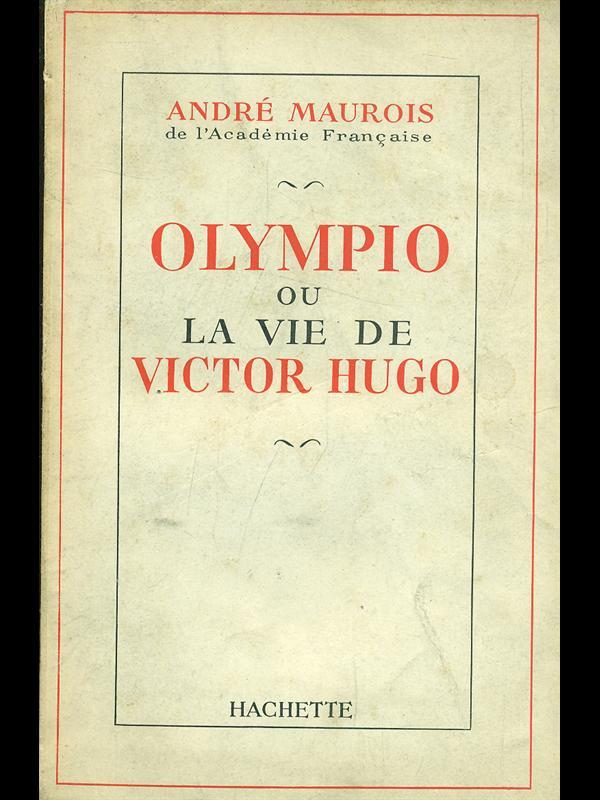 ANDRÉ MAUROIS
de l'Académie Française
OLYMPIO
OU
LA VIE DE
VICTOR HUGO
HACHETTE